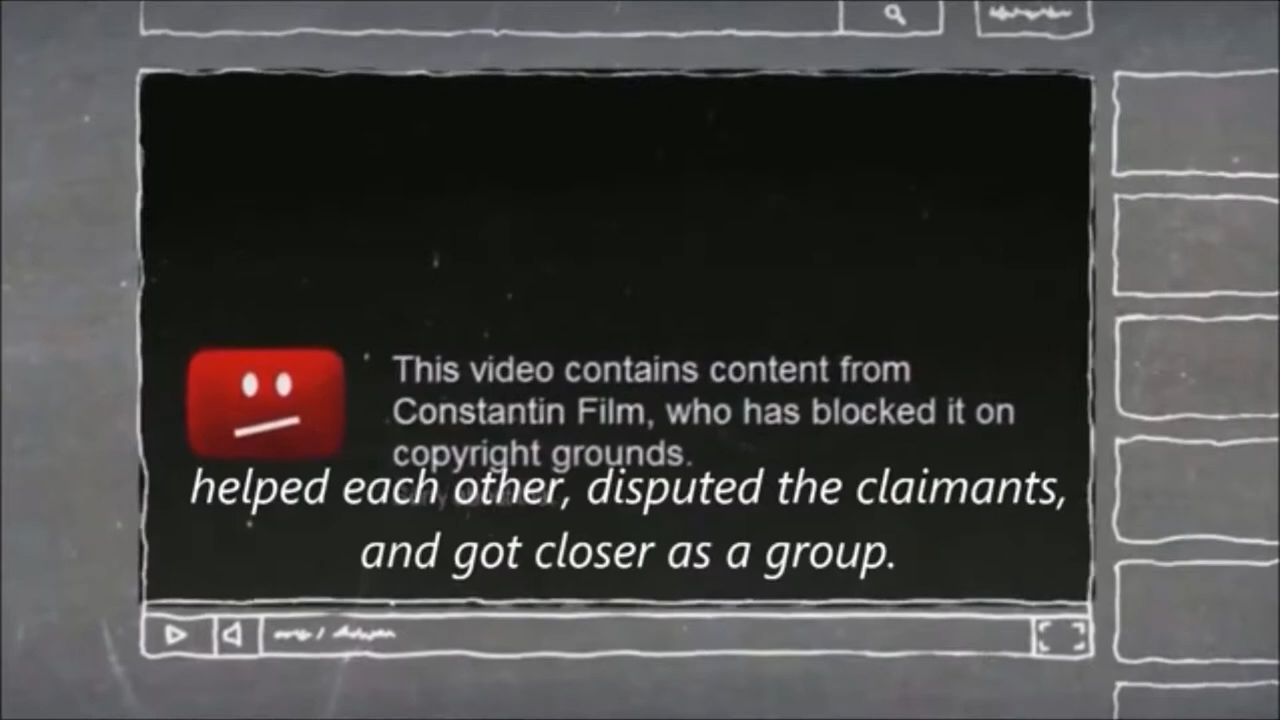 This video contains content from
Constantin Film, who has blocked it on
copyright grounds.
helped each other, disputed the claimants,
and got closer as a group.